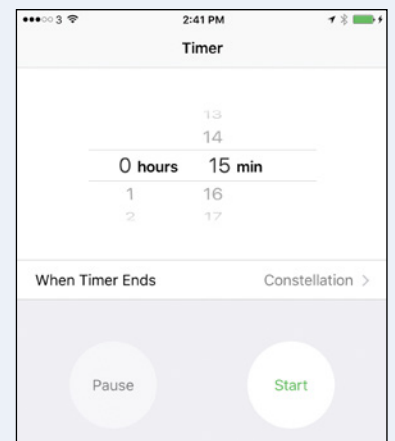 3 2:41 PM
Timer
13
14
0 hours 15 min
1 16
2 17
When Timer Ends Constellation >
Pause Start